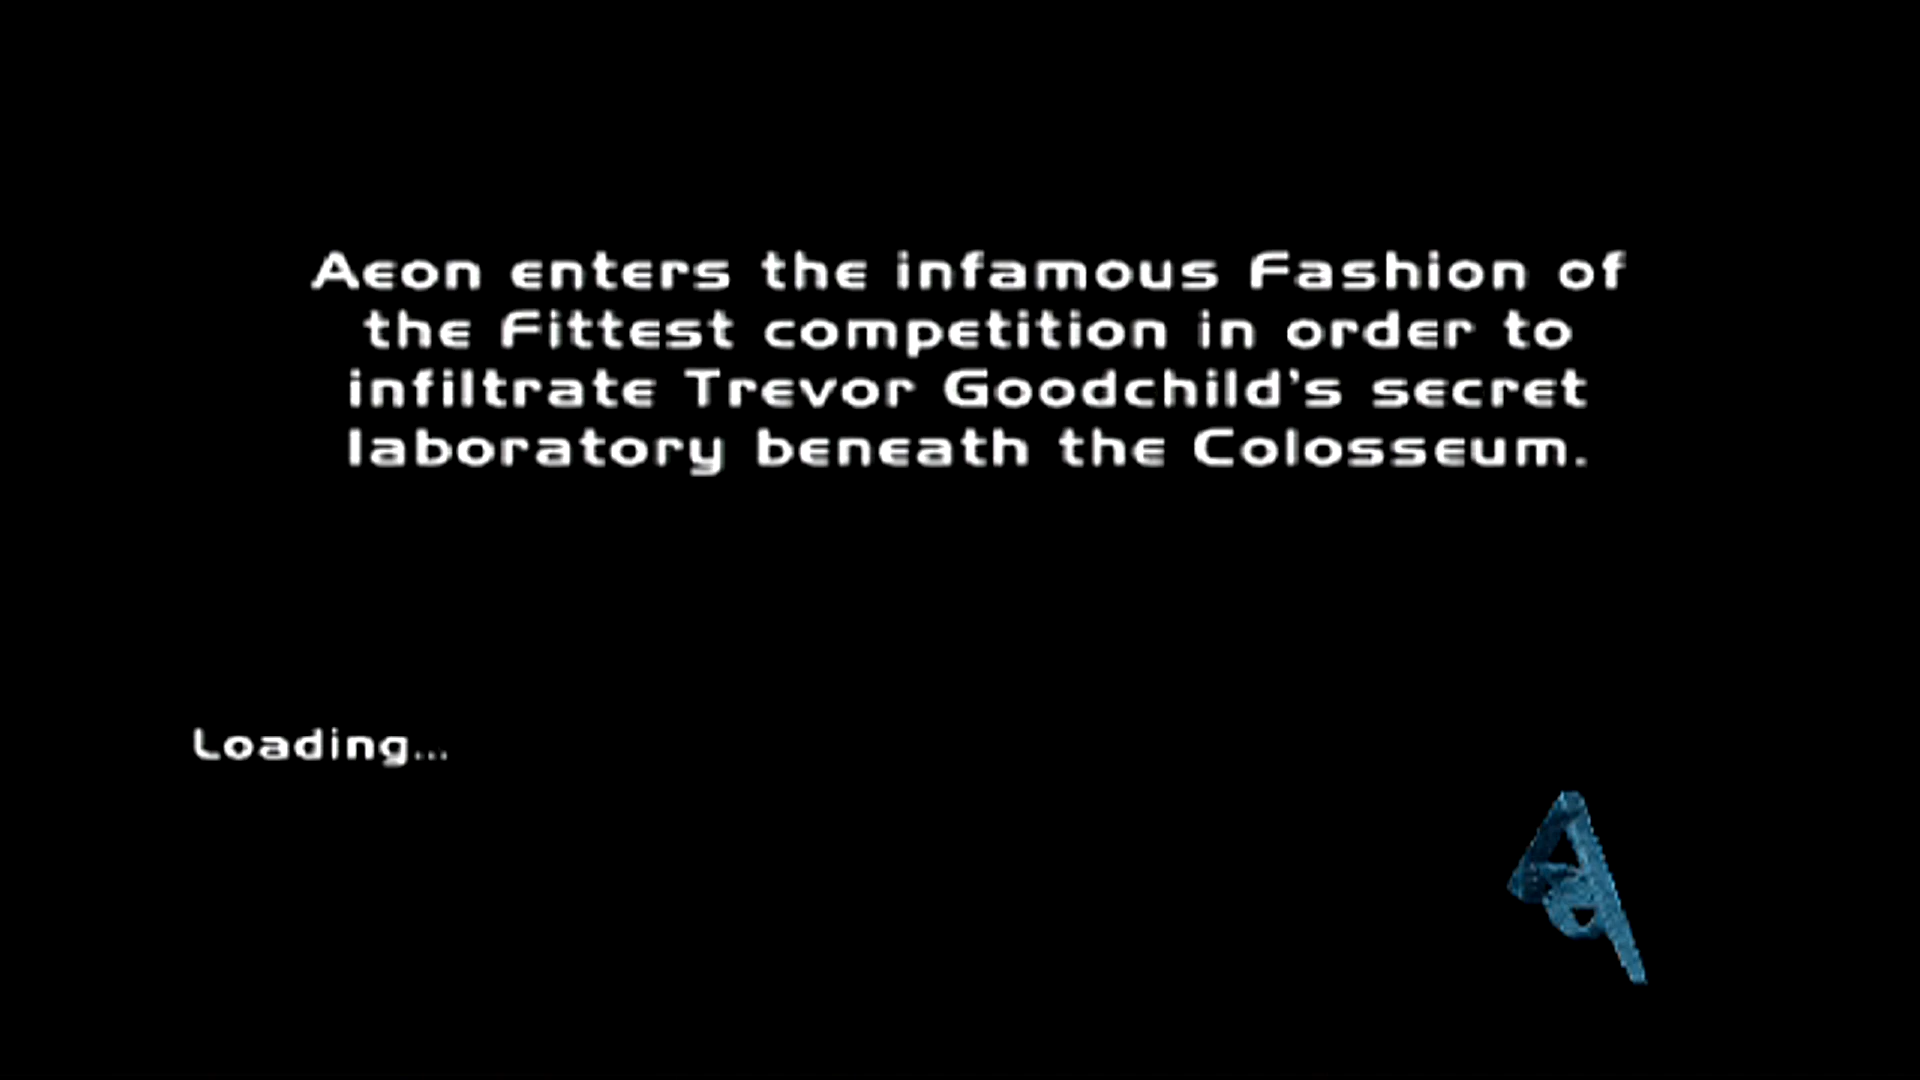 Aeon enters the infamous Fashion of
the Fittest competition in order to
infiltrate Trevor Goodchild's secret
laboratory beneath the Colosseum.
Loading...